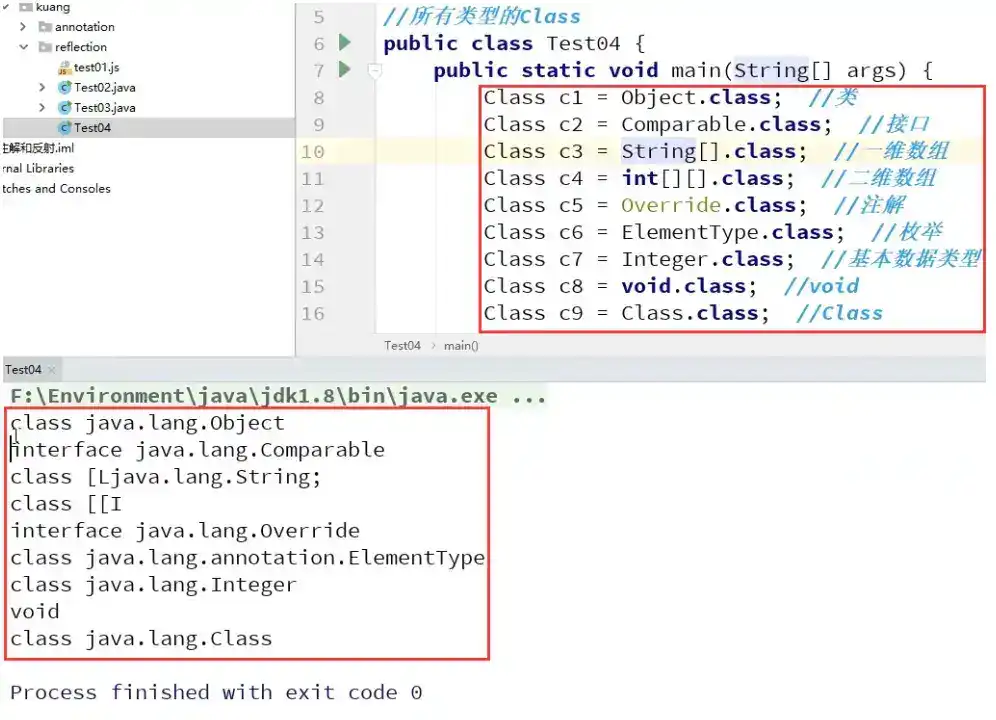 kuang
annotation
reflection
test01.js
Test02.java
Test03.java
Test04
注解和反射.iml
rnal Libraries
tches and Consoles
5 //所有类型的Class
6 public class Test04 {
7 public static void main(String[] args) {
8 Class c1 = Object.class; //类
9 Class c2 = Comparable.class; //接口
10 Class c3 = String[].class; //一维数组
11 Class c4 = int[][].class; //二维数组
12 Class c5 = Override.class; //注解
13 Class c6 = ElementType.class; //枚举
14 Class c7 = Integer.class; //基本数据类型
15 Class c8 = void.class; //void
16 Class c9 = Class.class; //Class
Test04 > main()
Test04 ×
F:\Environment\java\jdk1.8\bin\java.exe ...
class java.lang.Object
interface java.lang.Comparable
class [Ljava.lang.String;
class [[I
interface java.lang.Override
class java.lang.annotation.ElementType
class java.lang.Integer
void
class java.lang.Class
Process finished with exit code 0